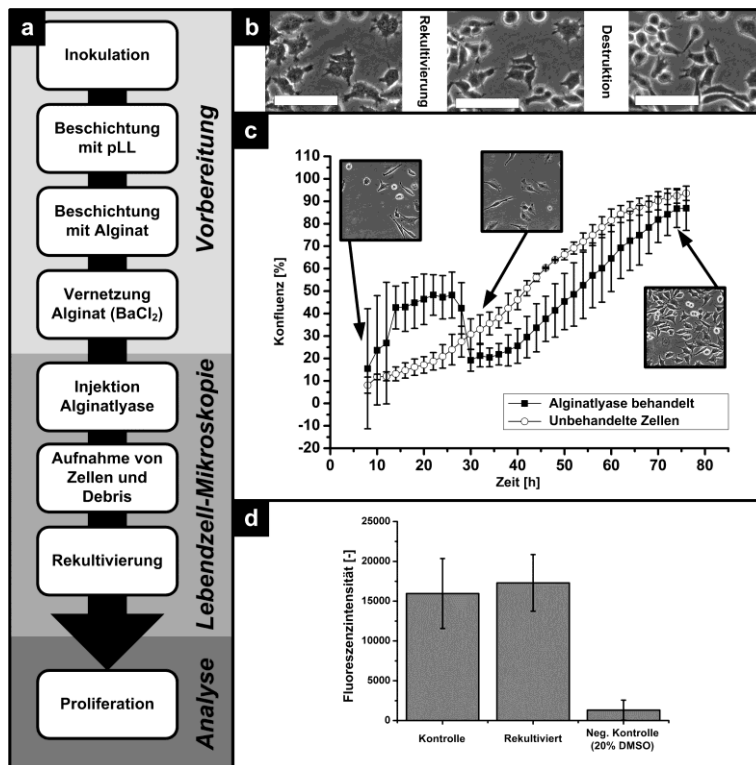 a
Inokulation
Beschichtung
mit pLL
Beschichtung
mit Alginat
Vernetzung
Alginat (BaCl₂)
Vorbereitung
Injektion
Alginatlyase
Aufnahme von
Zellen und
Debris
Rekultivierung
Lebendzell-Mikroskopie
Proliferation
Analyse
b
Rekultivierung
Destruktion
c
Konfluenz [%]
110
100
90
80
70
60
50
40
30
20
10
0
-10
-20
0 10 20 30 40 50 60 70 80
Zeit [h]
Alginatlyase behandelt
Unbehandelte Zellen
d
Fluoreszenzintensität [-]
25000
20000
15000
10000
5000
0
Kontrolle
Rekultiviert
Neg. Kontrolle
(20% DMSO)